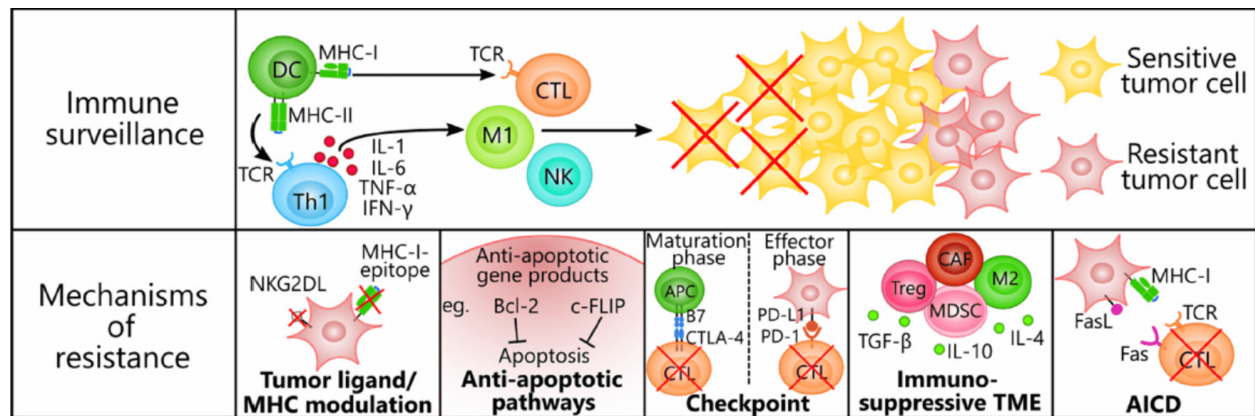 Immune
surveillance
DC
MHC-I
MHC-II
TCR
Th1
IL-1
IL-6
TNF-α
IFN-γ
TCR
CTL
M1
NK
Sensitive
tumor cell
Resistant
tumor cell
Mechanisms
of
resistance
NKG2DL
MHC-I-
epitope
Tumor ligand/
MHC modulation
Anti-apoptotic
gene products
eg. Bcl-2 c-FLIP
Apoptosis
Anti-apoptotic
pathways
Maturation
phase
APC
B7
CTLA-4
CTL
Effector
phase
PD-L1
PD-1
CTL
Checkpoint
CAF
Treg
M2
MDSC
TGF-β
IL-10
IL-4
Immuno-
suppressive TME
MHC-I
FasL
TCR
Fas
CTL
AICD